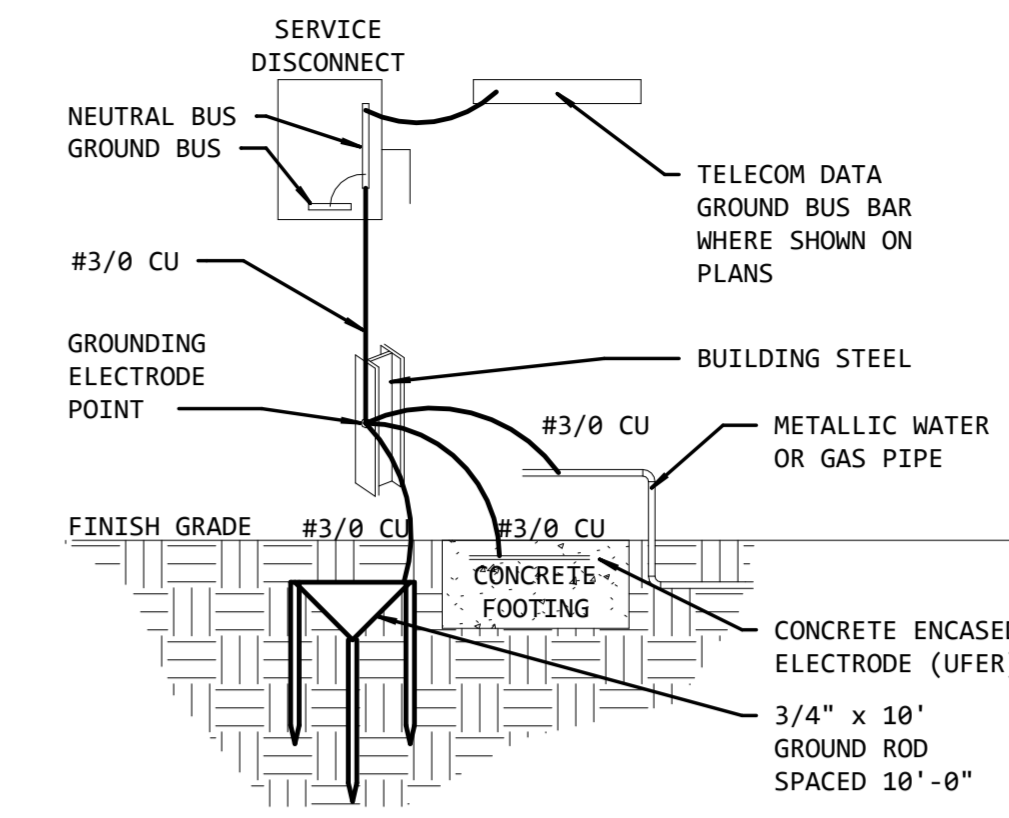 SERVICE
DISCONNECT
NEUTRAL BUS
GROUND BUS
TELECOM DATA
GROUND BUS BAR
WHERE SHOWN ON
PLANS
#3/0 CU
GROUNDING
ELECTRODE
POINT
BUILDING STEEL
#3/0 CU
METALLIC WATER
OR GAS PIPE
FINISH GRADE
#3/0 CU
#3/0 CU
CONCRETE
FOOTING
CONCRETE ENCASED
ELECTRODE (UFER)
3/4" x 10'
GROUND ROD
SPACED 10'-0"